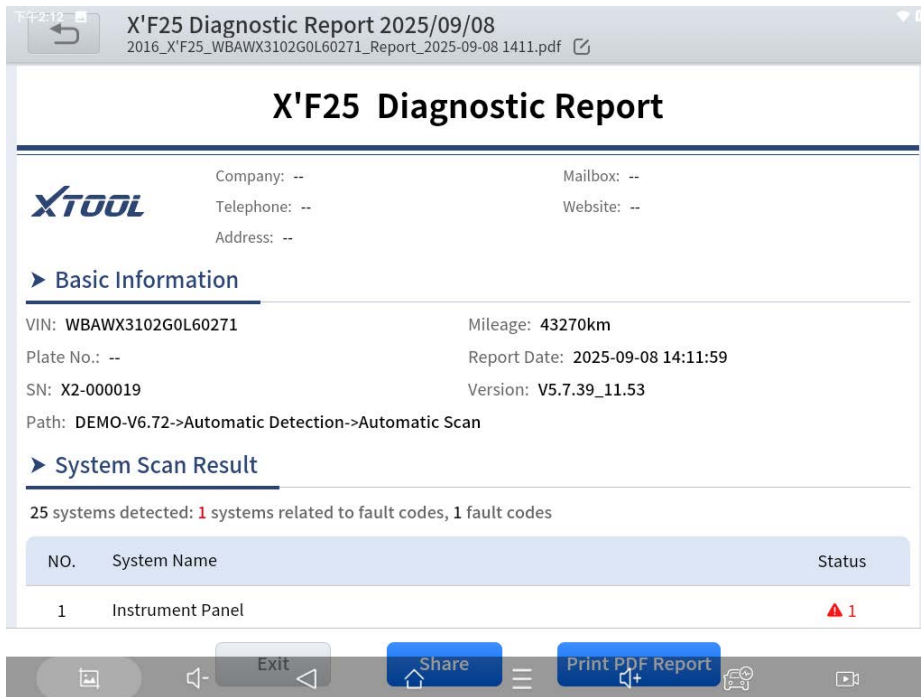 下午2:12
X'F25 Diagnostic Report 2025/09/08
2016_X'F25_WBAWX3102G0L60271_Report_2025-09-08 1411.pdf
X'F25 Diagnostic Report
XTOOL
Company: --
Mailbox: --
Telephone: --
Website: --
Address: --
Basic Information
VIN: WBAWX3102G0L60271
Mileage: 43270km
Plate No.: --
Report Date: 2025-09-08 14:11:59
SN: X2-000019
Version: V5.7.39_11.53
Path: DEMO-V6.72->Automatic Detection->Automatic Scan
System Scan Result
25 systems detected: 1 systems related to fault codes, 1 fault codes
NO. System Name Status
1 Instrument Panel 1
Exit Share Print PDF Report